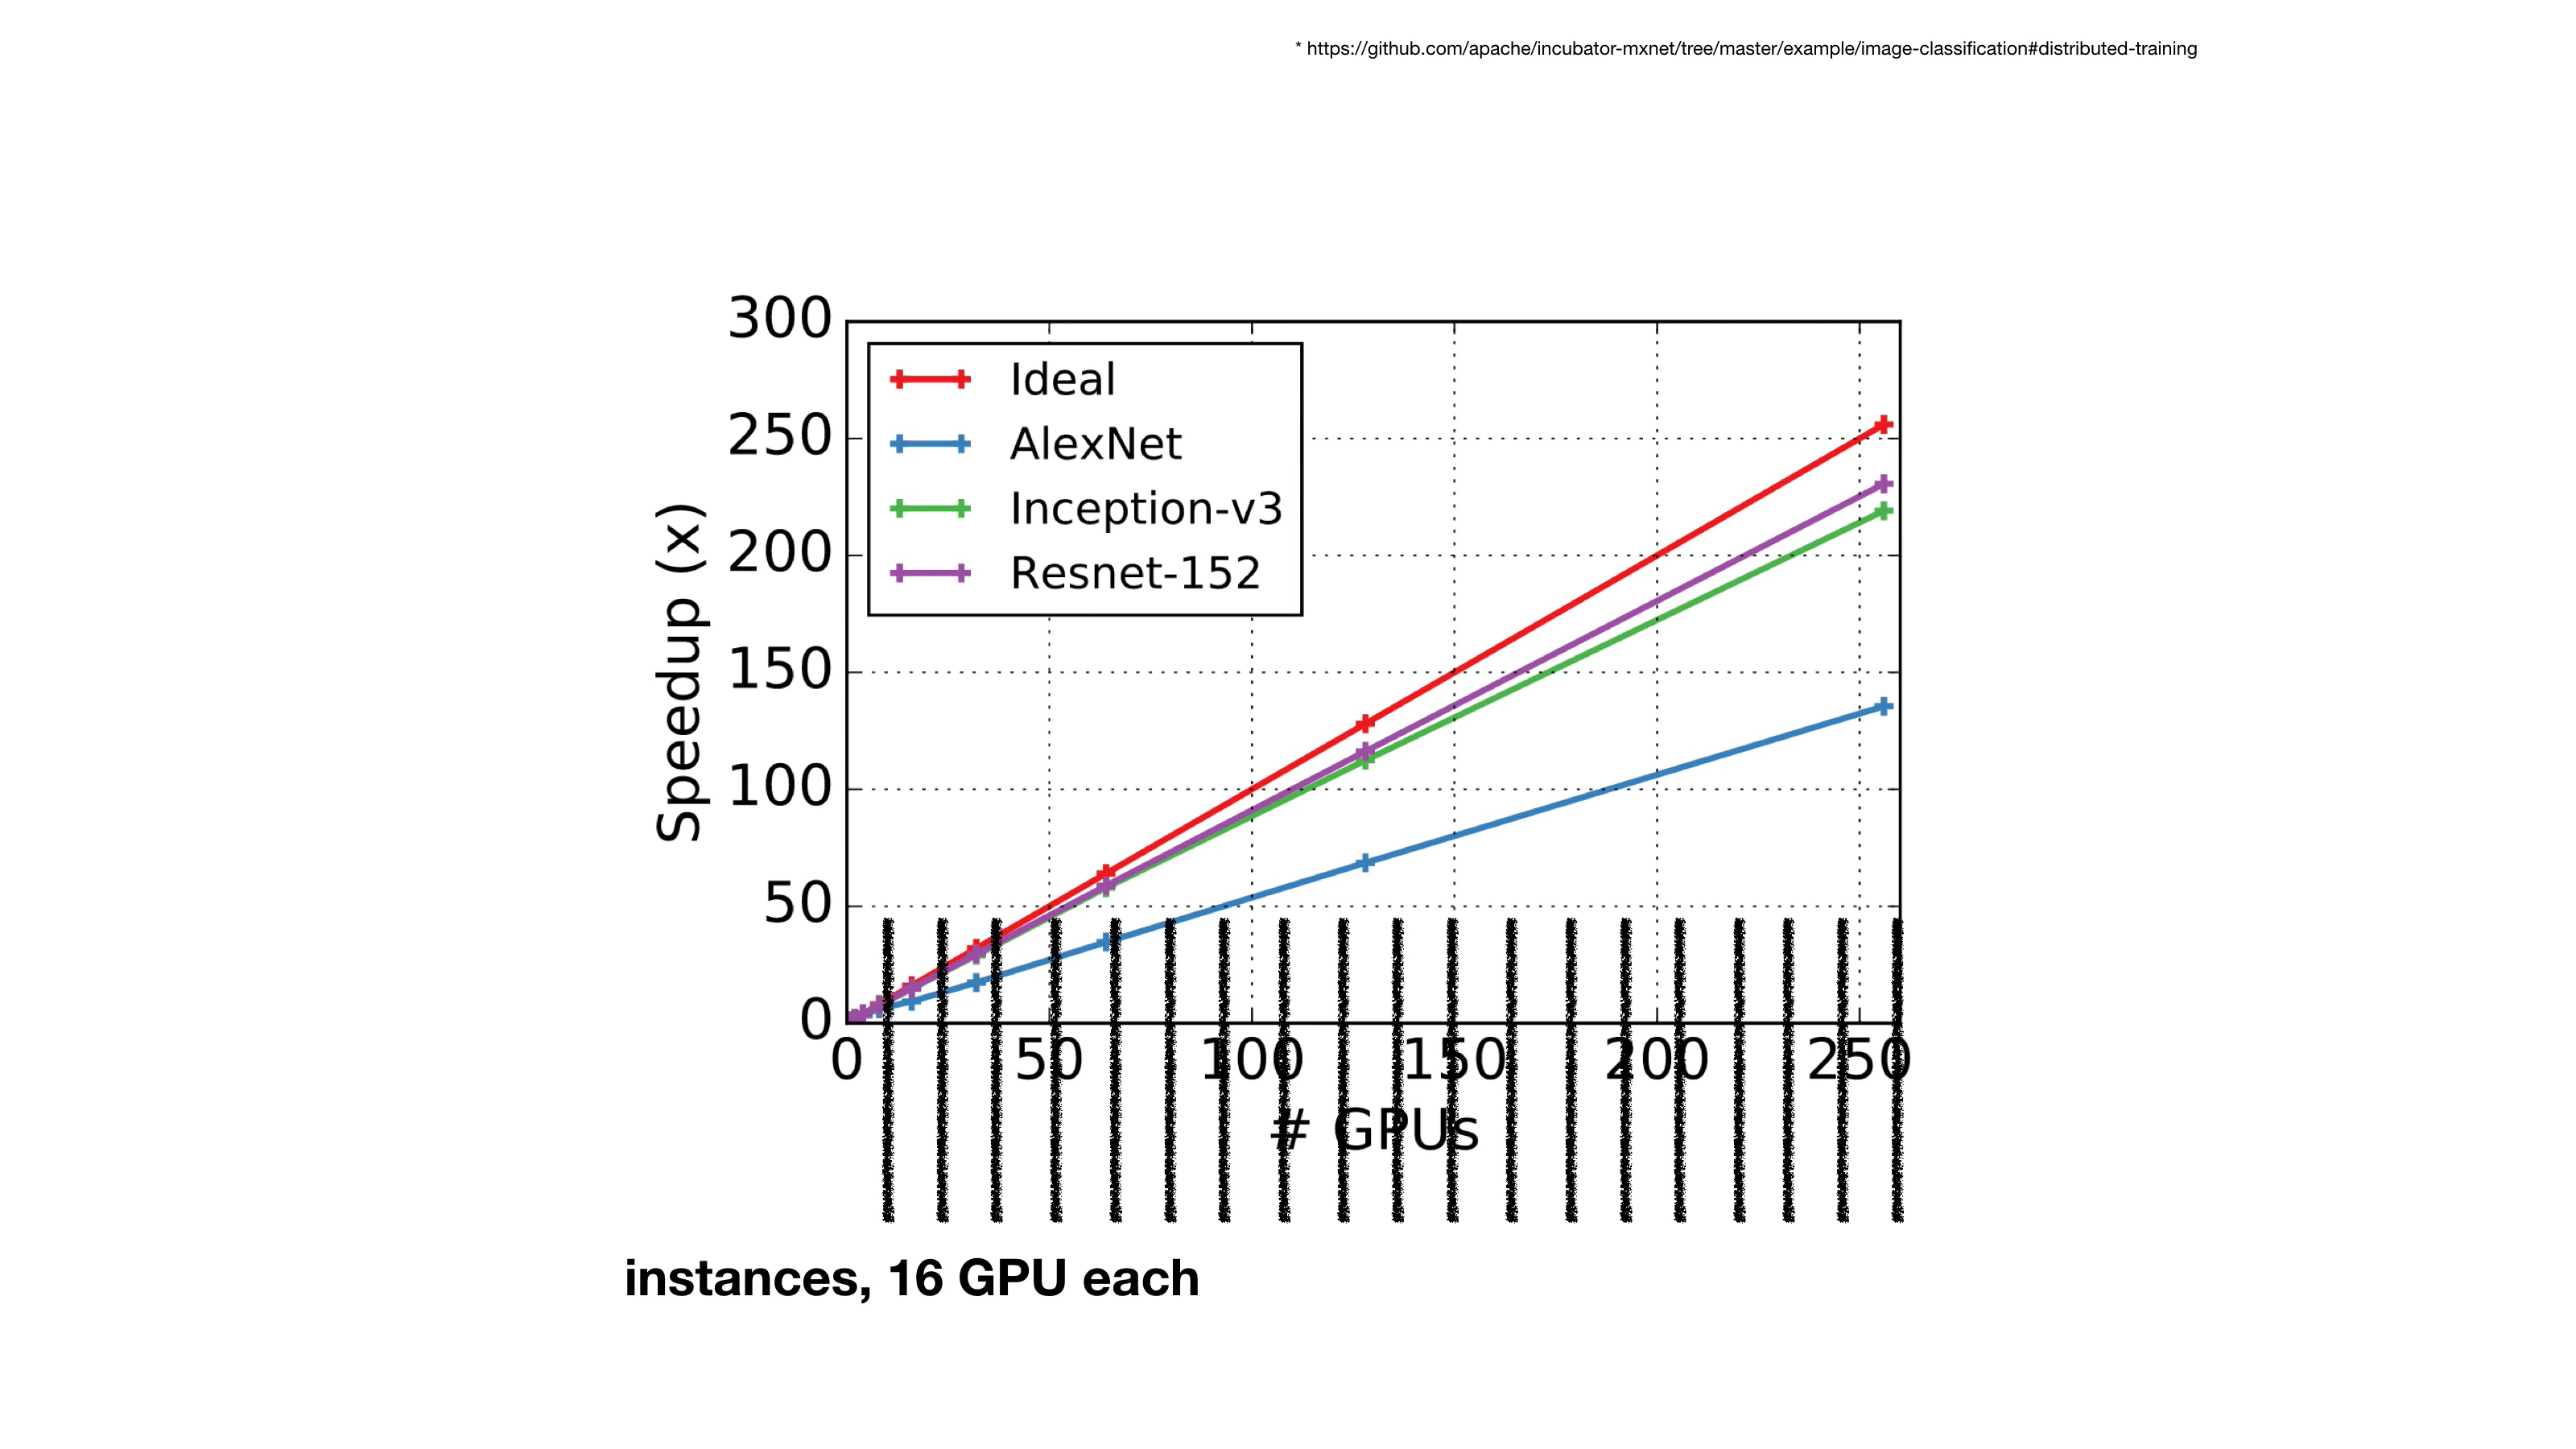 * https://github.com/apache/incubator-mxnet/tree/master/example/image-classification#distributed-training
300
250
200
150
100
50
0
Speedup (x)
Ideal
AlexNet
Inception-v3
Resnet-152
0 50 100 150 200 250
# GPUs
instances, 16 GPU each